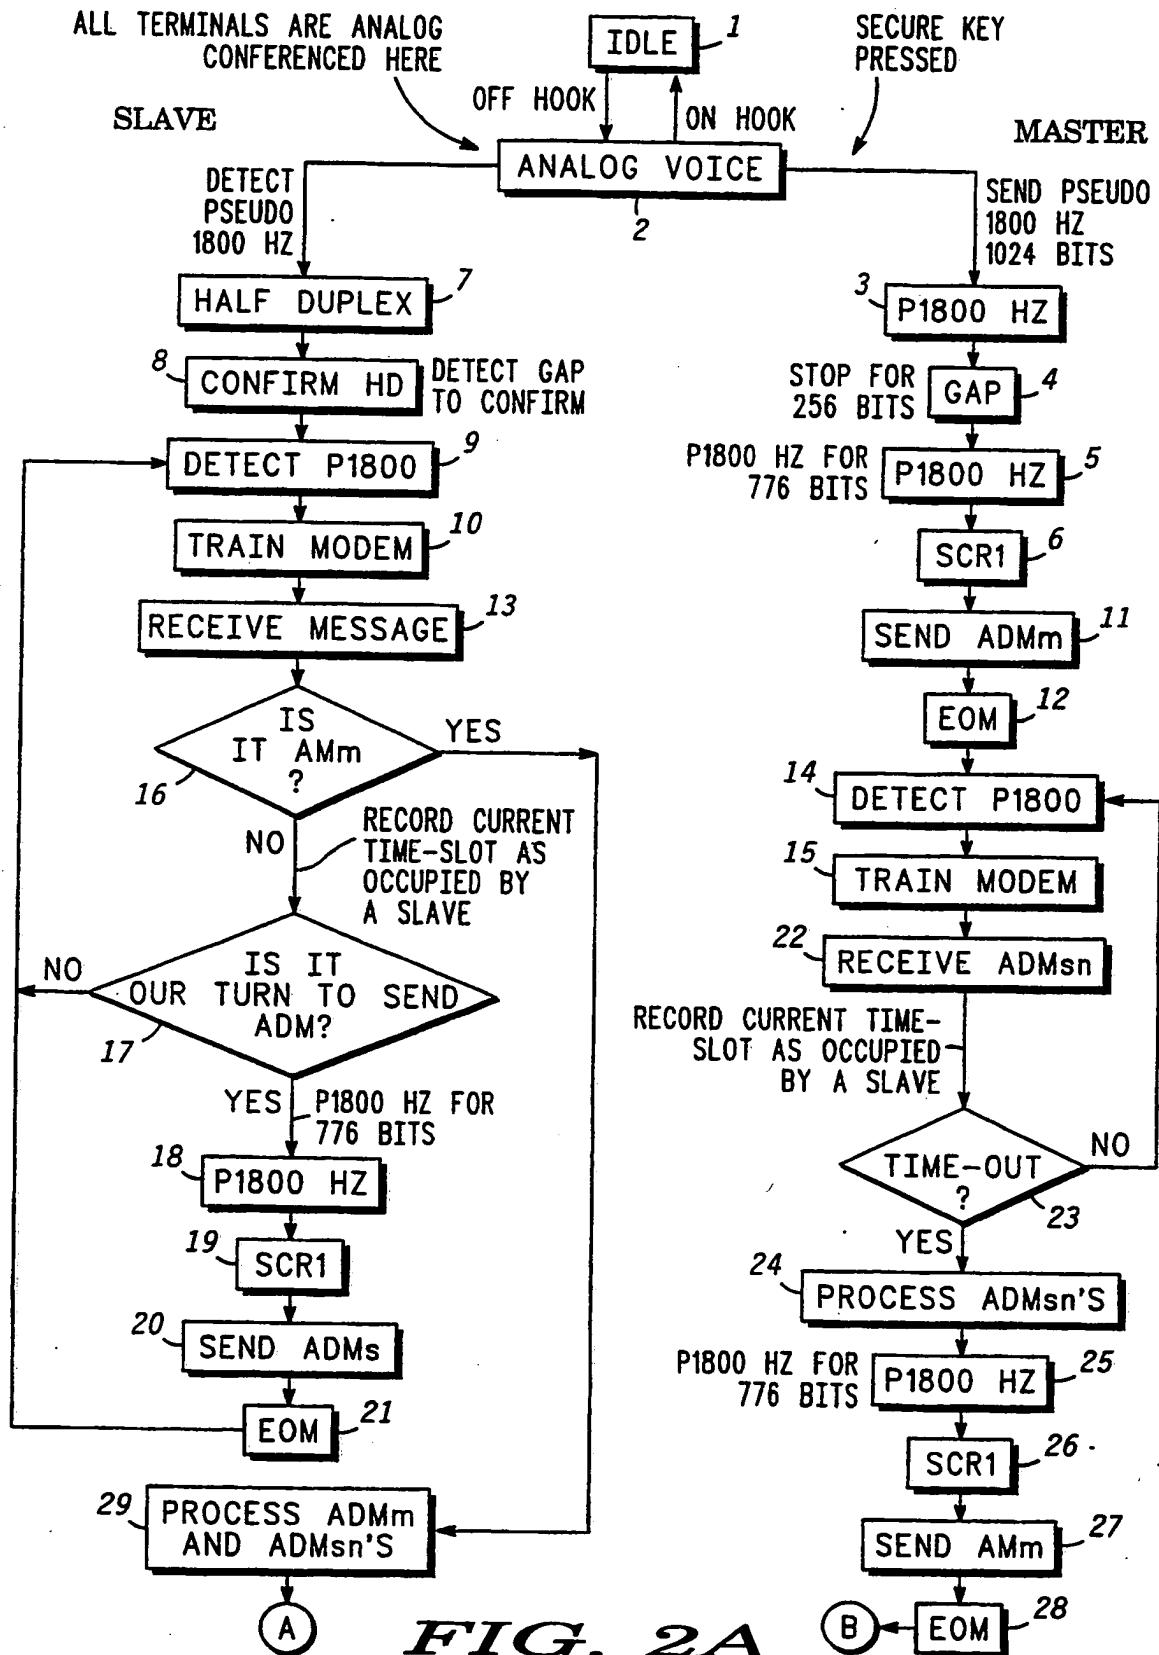 ALL TERMINALS ARE ANALOG
CONFERENCED HERE
IDLE
1
SECURE KEY
PRESSED
OFF HOOK
ON HOOK
SLAVE
MASTER
ANALOG VOICE
2
DETECT
PSEUDO
1800 HZ
SEND PSEUDO
1800 HZ
1024 BITS
HALF DUPLEX
7
3
P1800 HZ
8
CONFIRM HD
DETECT GAP
TO CONFIRM
STOP FOR
256 BITS
GAP
4
DETECT P1800
9
P1800 HZ FOR
776 BITS
P1800 HZ
5
TRAIN MODEM
10
SCR1
6
RECEIVE MESSAGE
13
SEND ADMm
11
EOM
12
IS
IT AMm
?
16
YES
NO
RECORD CURRENT
TIME-SLOT AS
OCCUPIED BY
A SLAVE
14
DETECT P1800
15
TRAIN MODEM
22
RECEIVE ADMsn
IS IT
OUR TURN TO SEND
ADM?
17
NO
YES
P1800 HZ FOR
776 BITS
RECORD CURRENT TIME-
SLOT AS OCCUPIED
BY A SLAVE
18
P1800 HZ
TIME-OUT
?
23
NO
YES
19
SCR1
24
PROCESS ADMsn'S
20
SEND ADMs
P1800 HZ FOR
776 BITS
P1800 HZ
25
EOM
21
SCR1
26
29
PROCESS ADMm
AND ADMsn'S
SEND AMm
27
A
B
EOM
28
FIG. 2A